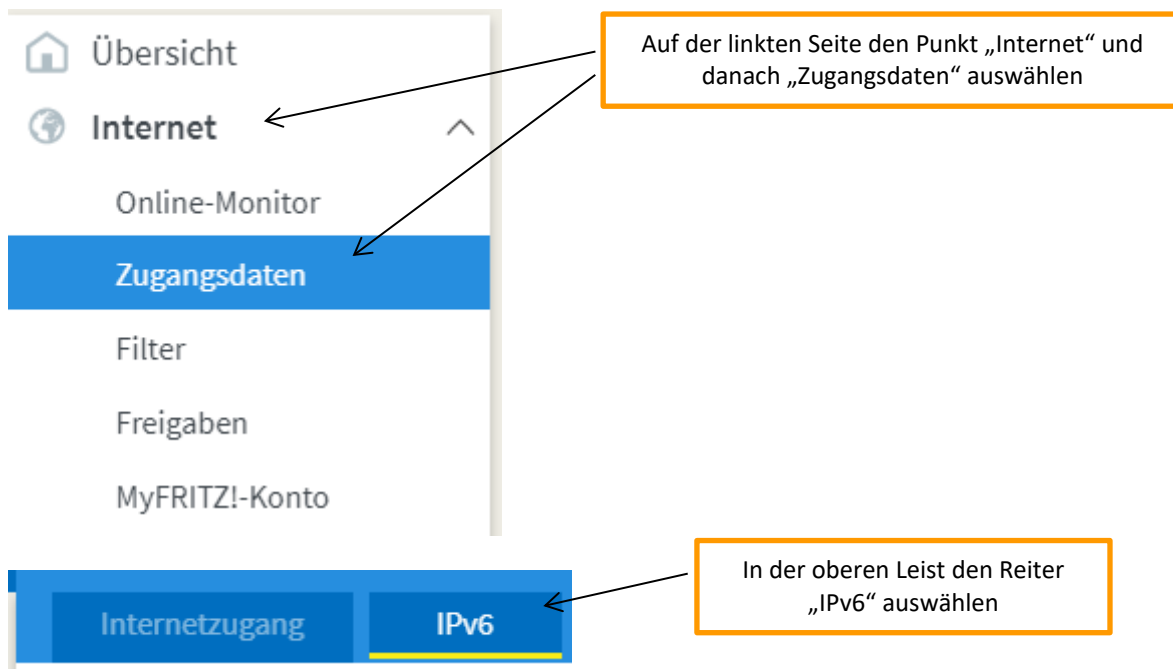 Übersicht
Internet
Online-Monitor
Zugangsdaten
Filter
Freigaben
MyFRITZ!-Konto
Auf der linkten Seite den Punkt „Internet“ und
danach „Zugangsdaten“ auswählen
Internetzugang
IPv6
In der oberen Leist den Reiter
„IPv6“ auswählen